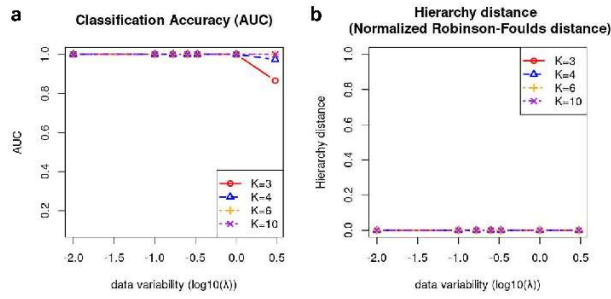 a
Classification Accuracy (AUC)
AUC
1.0
0.8
0.6
0.4
0.2
K=3
K=4
K=6
K=10
-2.0 -1.5 -1.0 -0.5 0.0 0.5
data variability (log10(λ))
b
Hierarchy distance
(Normalized Robinson-Foulds distance)
Hierarchy distance
1.0
0.8
0.6
0.4
0.2
0.0
K=3
K=4
K=6
K=10
-2.0 -1.5 -1.0 -0.5 0.0 0.5
data variability (log10(λ))